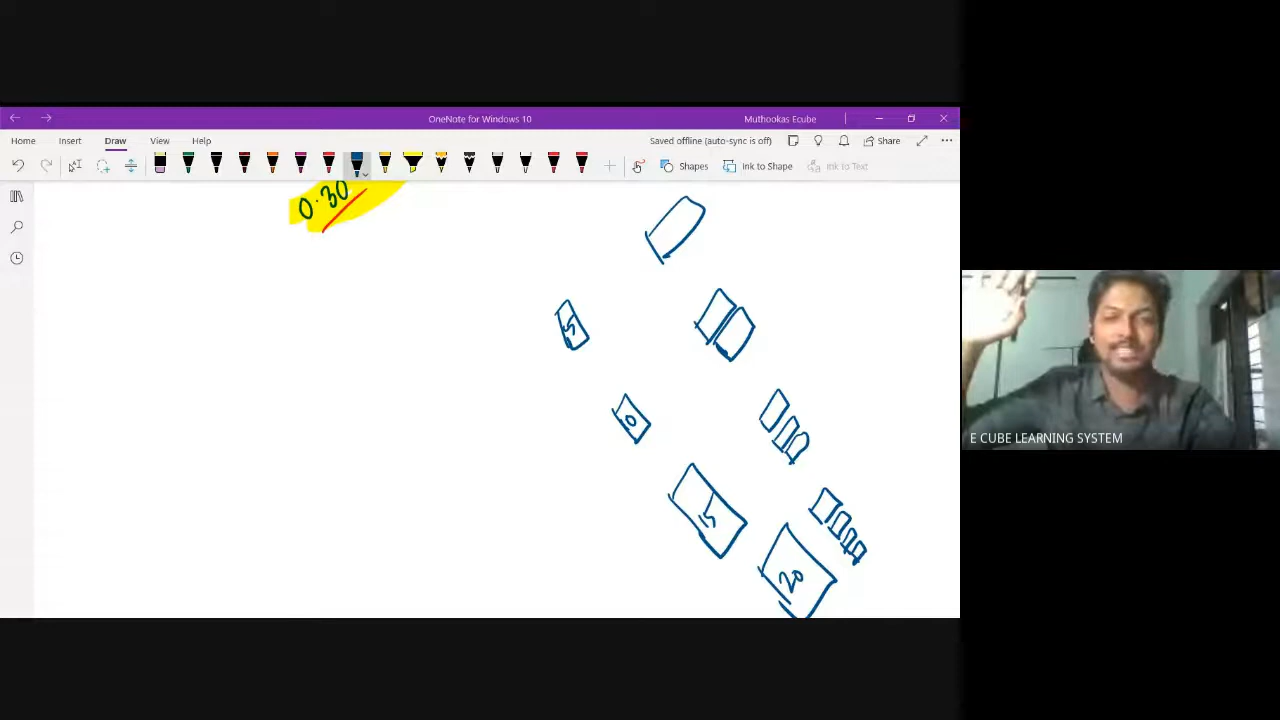 OneNote for Windows 10
Muthookas Ecube
Home Insert Draw View Help
Saved offline (auto-sync is off)
Share
Shapes
Ink to Shape
Ink to Text
0.30
5
0
15
20
E CUBE LEARNING SYSTEM